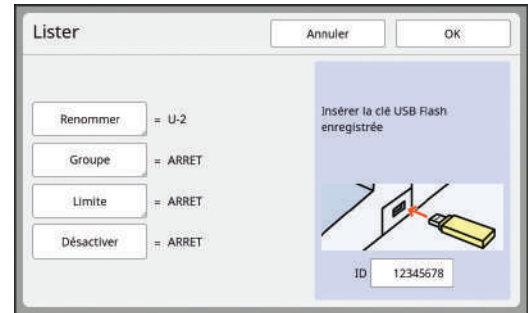 Lister
Annuler
OK
Renommer = U-2
Groupe = ARRET
Limite = ARRET
Désactiver = ARRET
Insérer la clé USB Flash
enregistrée
ID 12345678